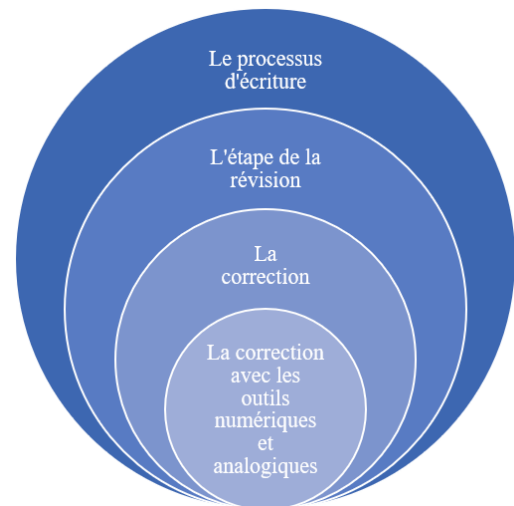 Le processus
d'écriture
L'étape de la
révision
La
correction
La correction
avec les
outils
numériques
et
analogiques